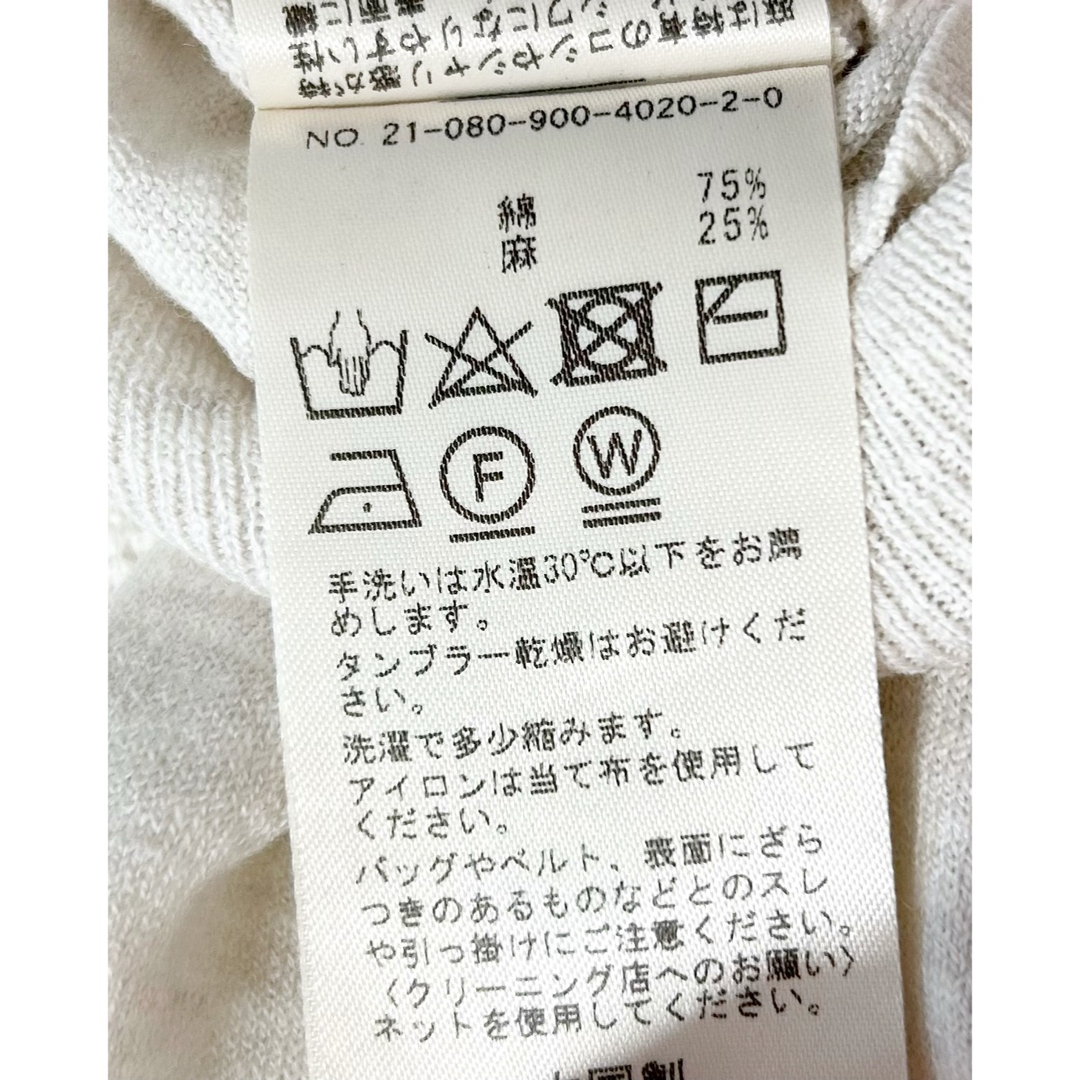 NO. 21-080-900-4020-2-0
綿 75%
麻 25%
F
W
手洗いは水温30℃以下をお薦
めします。
タンブラー乾燥はお避けくだ
さい。
洗濯で多少縮みます。
アイロンは当て布を使用して
ください。
バッグやベルト、表面にざら
つきのあるものなどとのスレ
や引っ掛けにご注意ください。
〈クリーニング店へのお願い〉
ネットを使用してください。